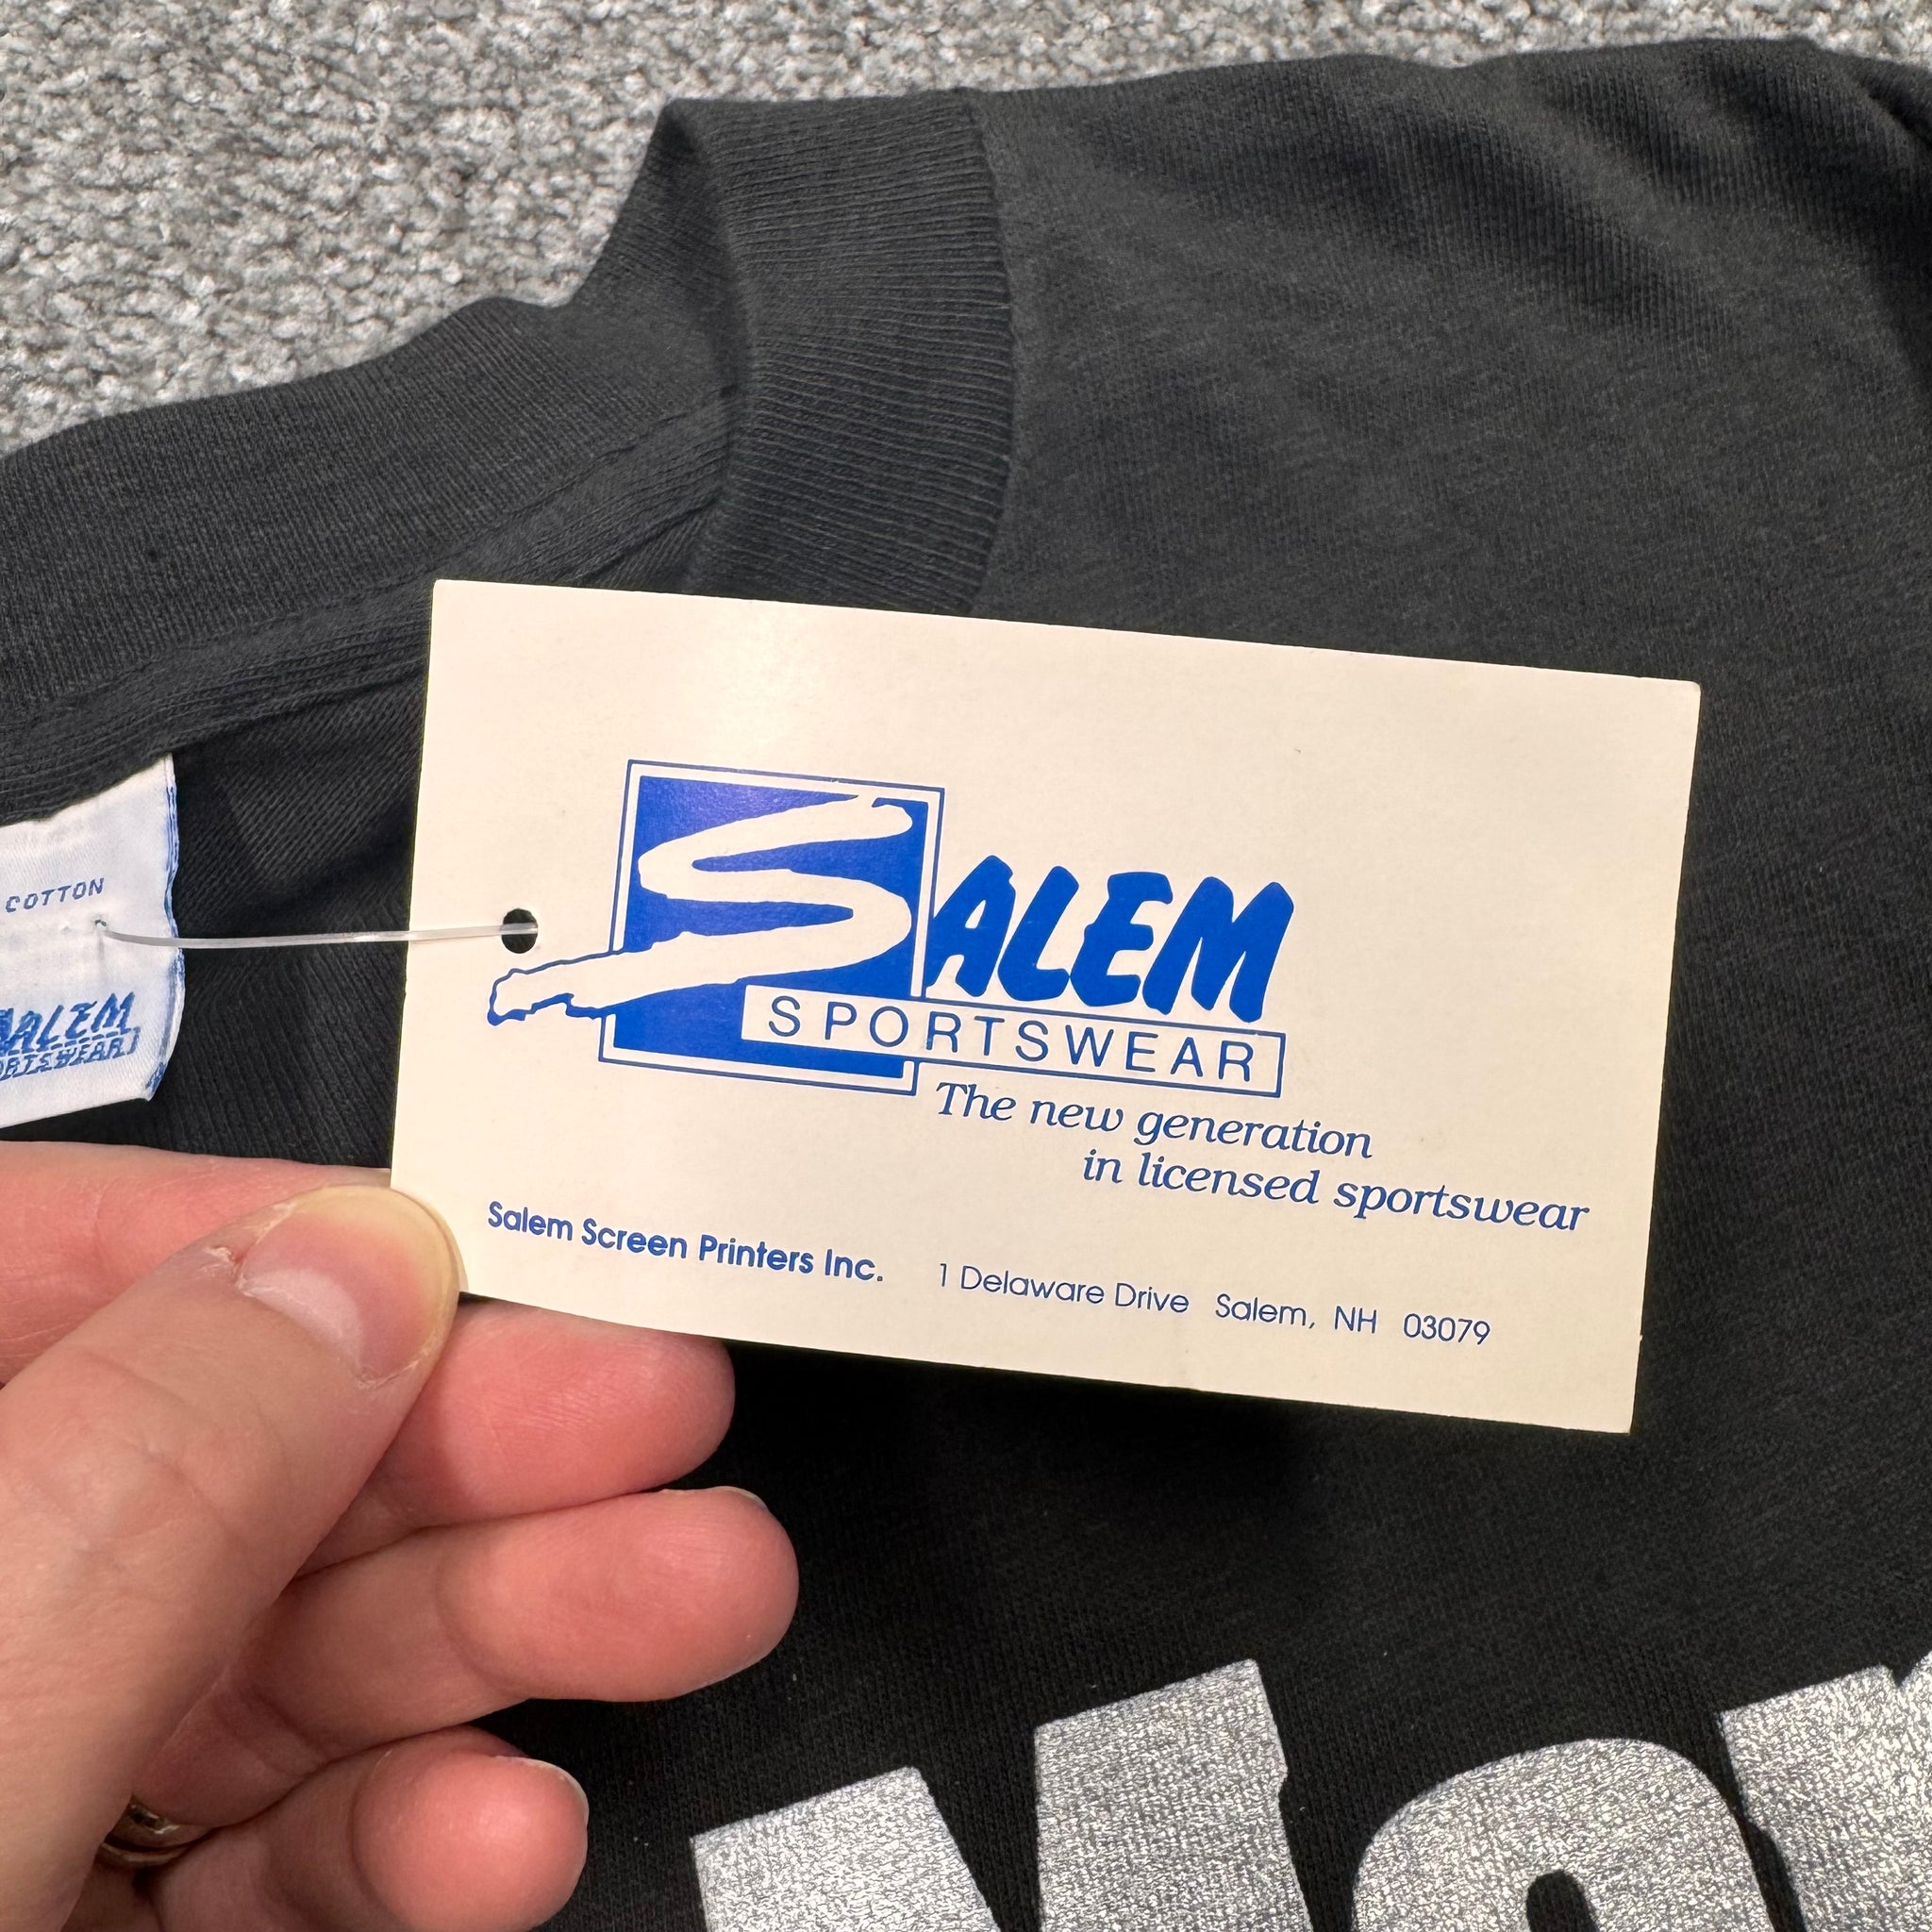 COTTON
SALEM
SPORTSWEAR
The new generation
in licensed sportswear
Salem Screen Printers Inc. 1 Delaware Drive Salem, NH 03079